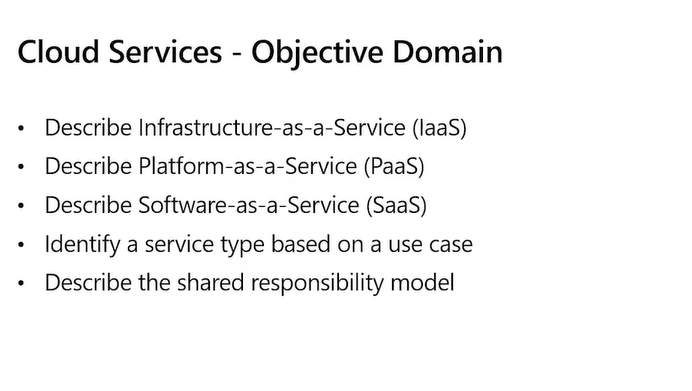 Cloud Services - Objective Domain
• Describe Infrastructure-as-a-Service (IaaS)
• Describe Platform-as-a-Service (PaaS)
• Describe Software-as-a-Service (SaaS)
• Identify a service type based on a use case
• Describe the shared responsibility model